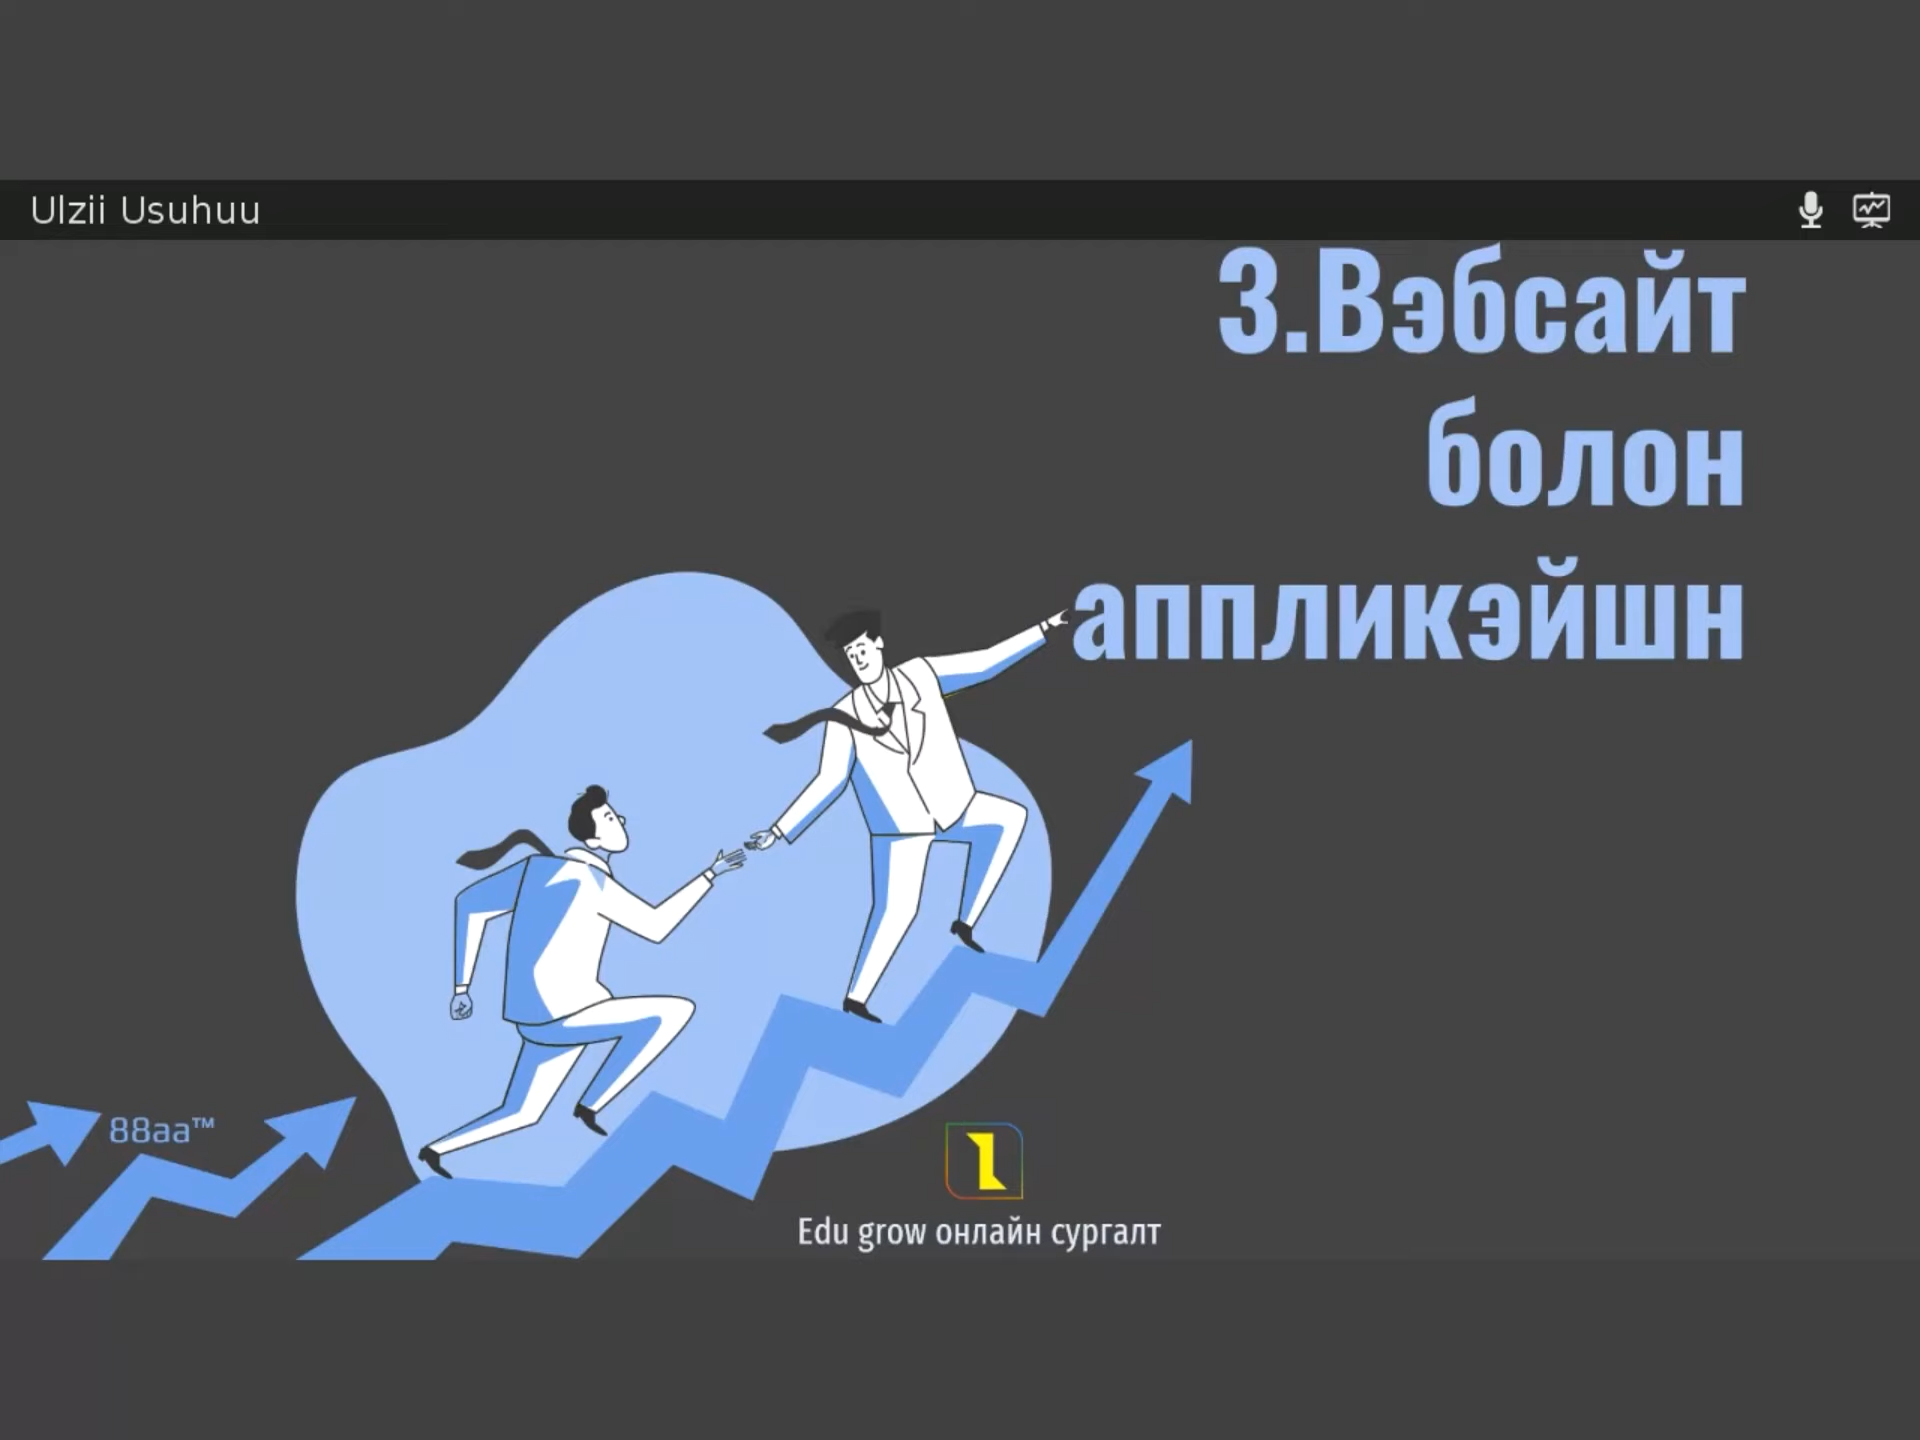 Ulzii Usuhuu
3.Вэбсайт
болон
аппликэйшн
88aa™
Edu grow онлайн сургалт